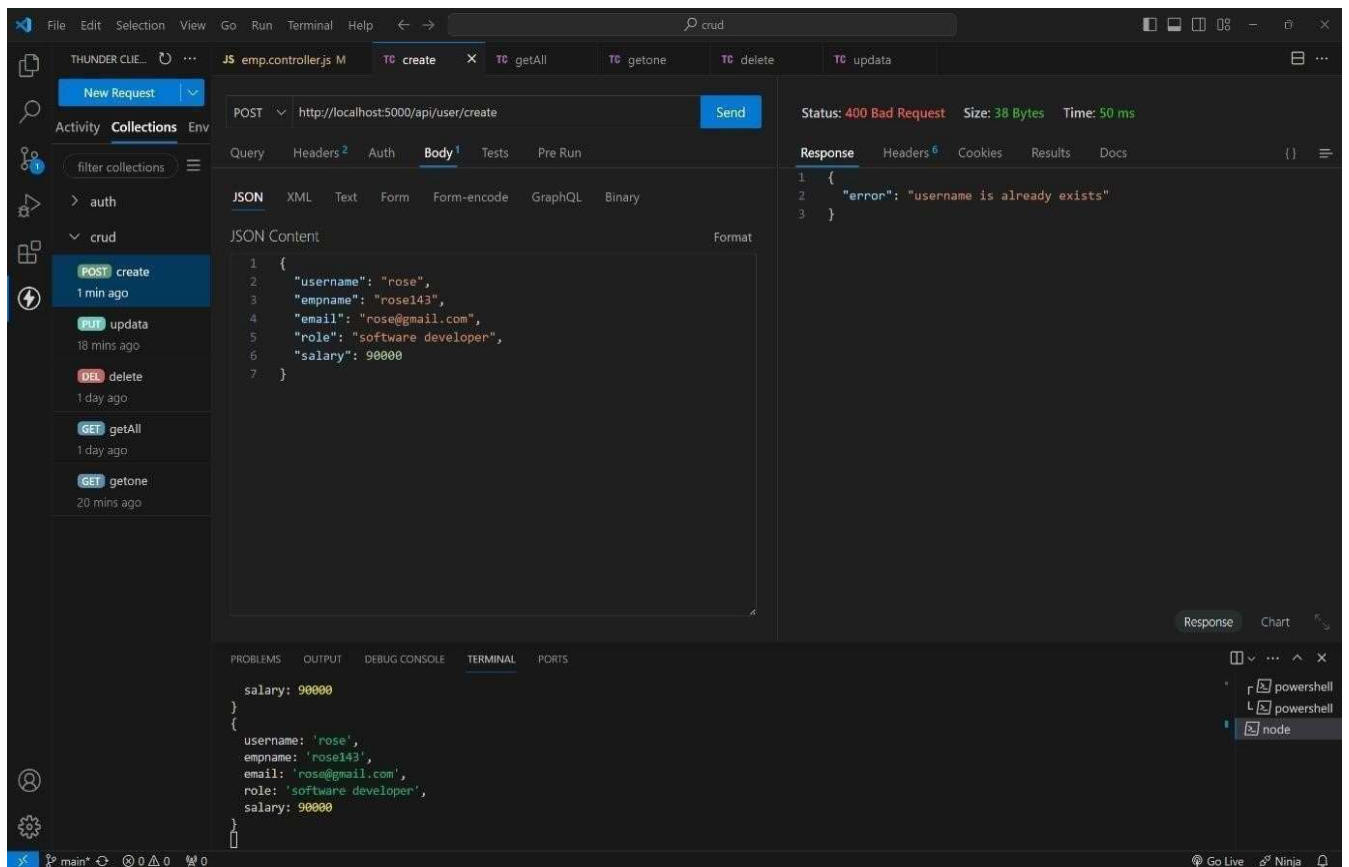 File Edit Selection View Go Run Terminal Help crud
THUNDER CLIE... JS emp.controller.js M TC create TC getAll TC getone TC delete TC updata
New Request
Activity Collections Env
filter collections
auth
crud
POST create
1 min ago
PUT updata
18 mins ago
DEL delete
1 day ago
GET getAll
1 day ago
GET getone
20 mins ago
POST http://localhost:5000/api/user/create Send
Query Headers 2 Auth Body 1 Tests Pre Run
JSON XML Text Form Form-encode GraphQL Binary
JSON Content Format
1 {
2 "username": "rose",
3 "empname": "rose143",
4 "email": "rose@gmail.com",
5 "role": "software developer",
6 "salary": 90000
7 }
Status: 400 Bad Request Size: 38 Bytes Time: 50 ms
Response Headers 6 Cookies Results Docs {}
1 {
2 "error": "username is already exists"
3 }
Response Chart
PROBLEMS OUTPUT DEBUG CONSOLE TERMINAL PORTS
salary: 90000
}
{
username: 'rose',
empname: 'rose143',
email: 'rose@gmail.com',
role: 'software developer',
salary: 90000
}
powershell
powershell
node
main* 0 0 0 Go Live Ninja